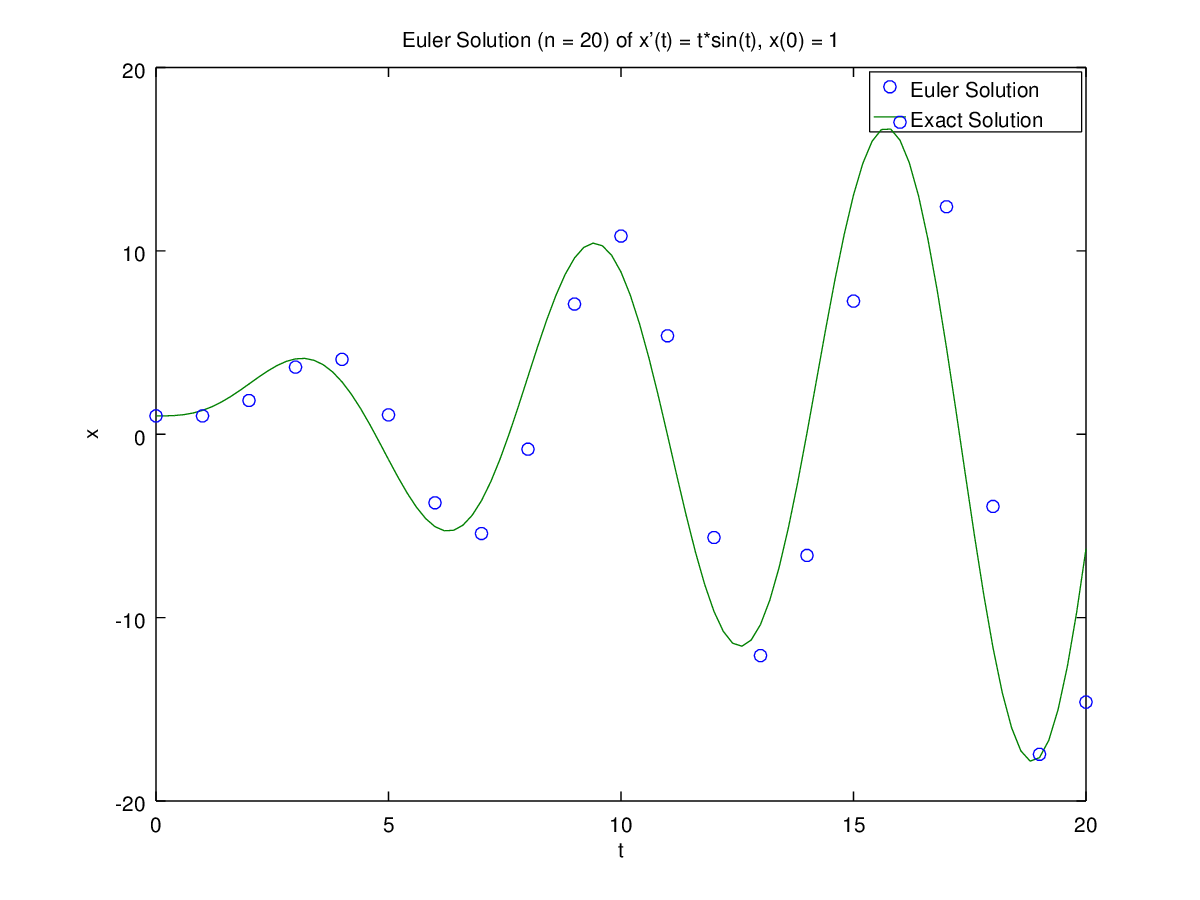 Euler Solution (n = 20) of x'(t) = t*sin(t), x(0) = 1
Euler Solution
Exact Solution
20
10
0
-10
-20
x
0 5 10 15 20
t